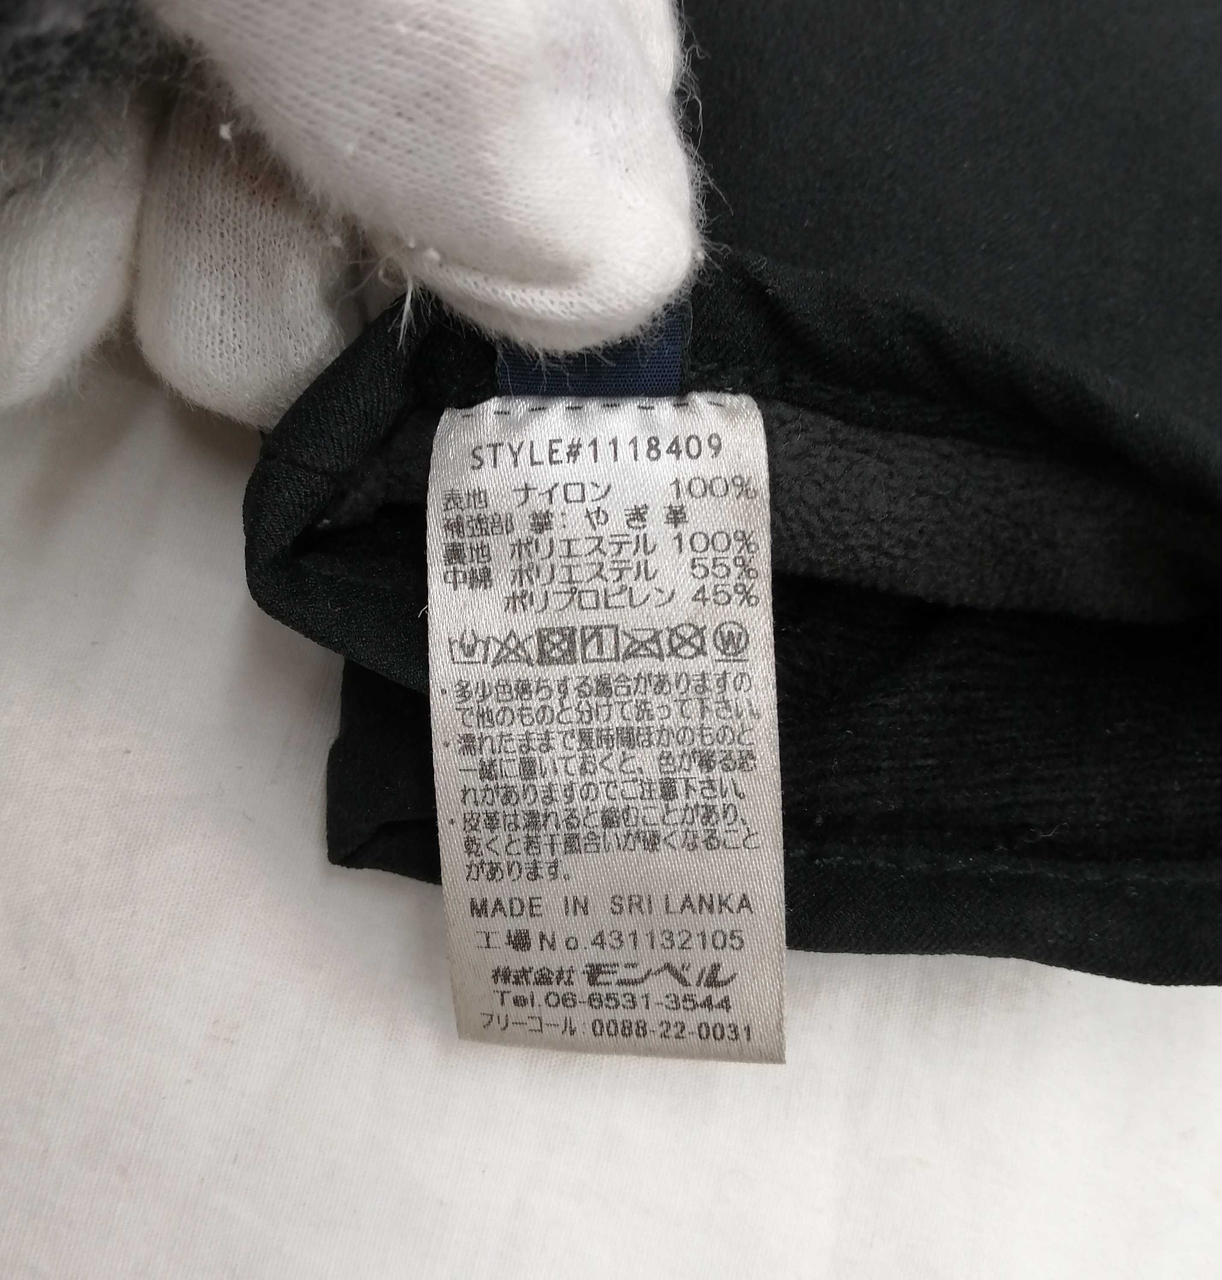 STYLE#1118409
表地 ナイロン 100%
補強部 掌: やぎ革
裏地 ポリエステル 100%
中綿 ポリエステル 55%
ポリプロピレン 45%
・多少色落ちする場合がありますの
で他のものと分けて洗って下さい。
・濡れたままで長時間ほかのものと
一緒に置いておくと、色が移る恐
れがありますのでご注意下さい。
・皮革は濡れると縮むことがあり、
乾くと若干風合いが硬くなること
があります。
MADE IN SRI LANKA
工場No.431132105
株式会社 モンベル
Tel.06-6531-3544
フリーコール:0088-22-0031